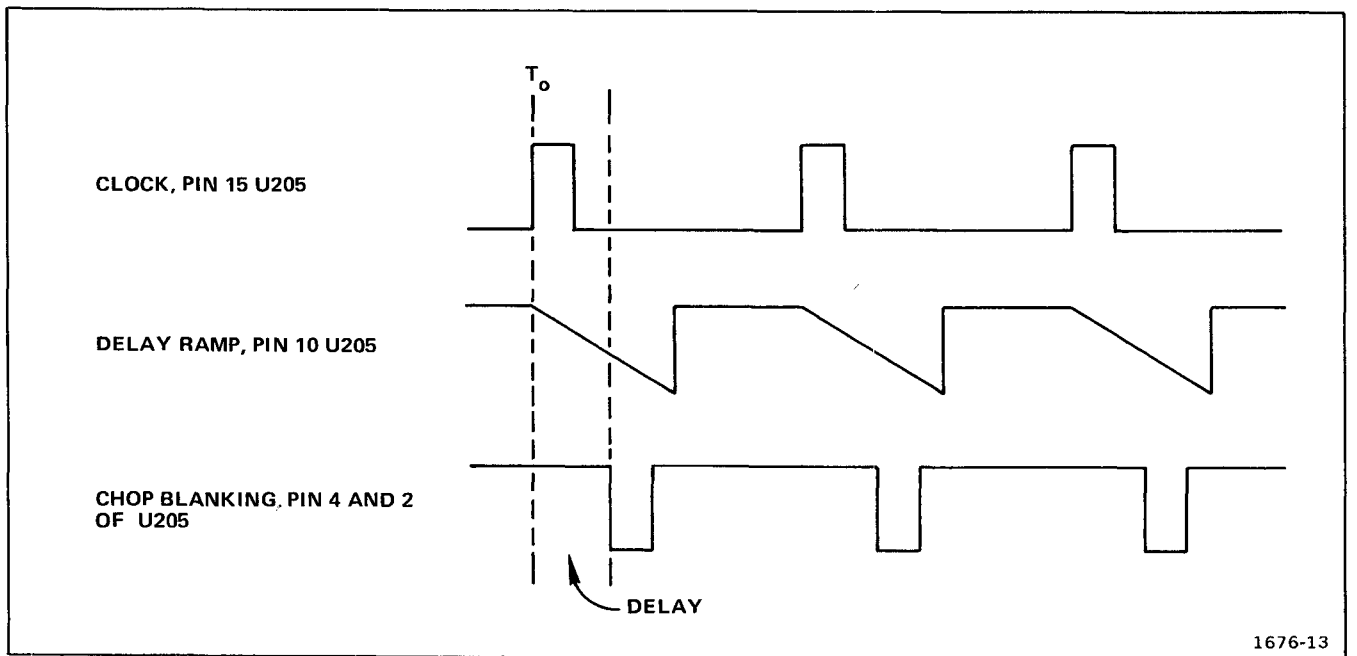 To
CLOCK, PIN 15 U205
DELAY RAMP, PIN 10 U205
CHOP BLANKING, PIN 4 AND 2
OF U205
DELAY
1676-13